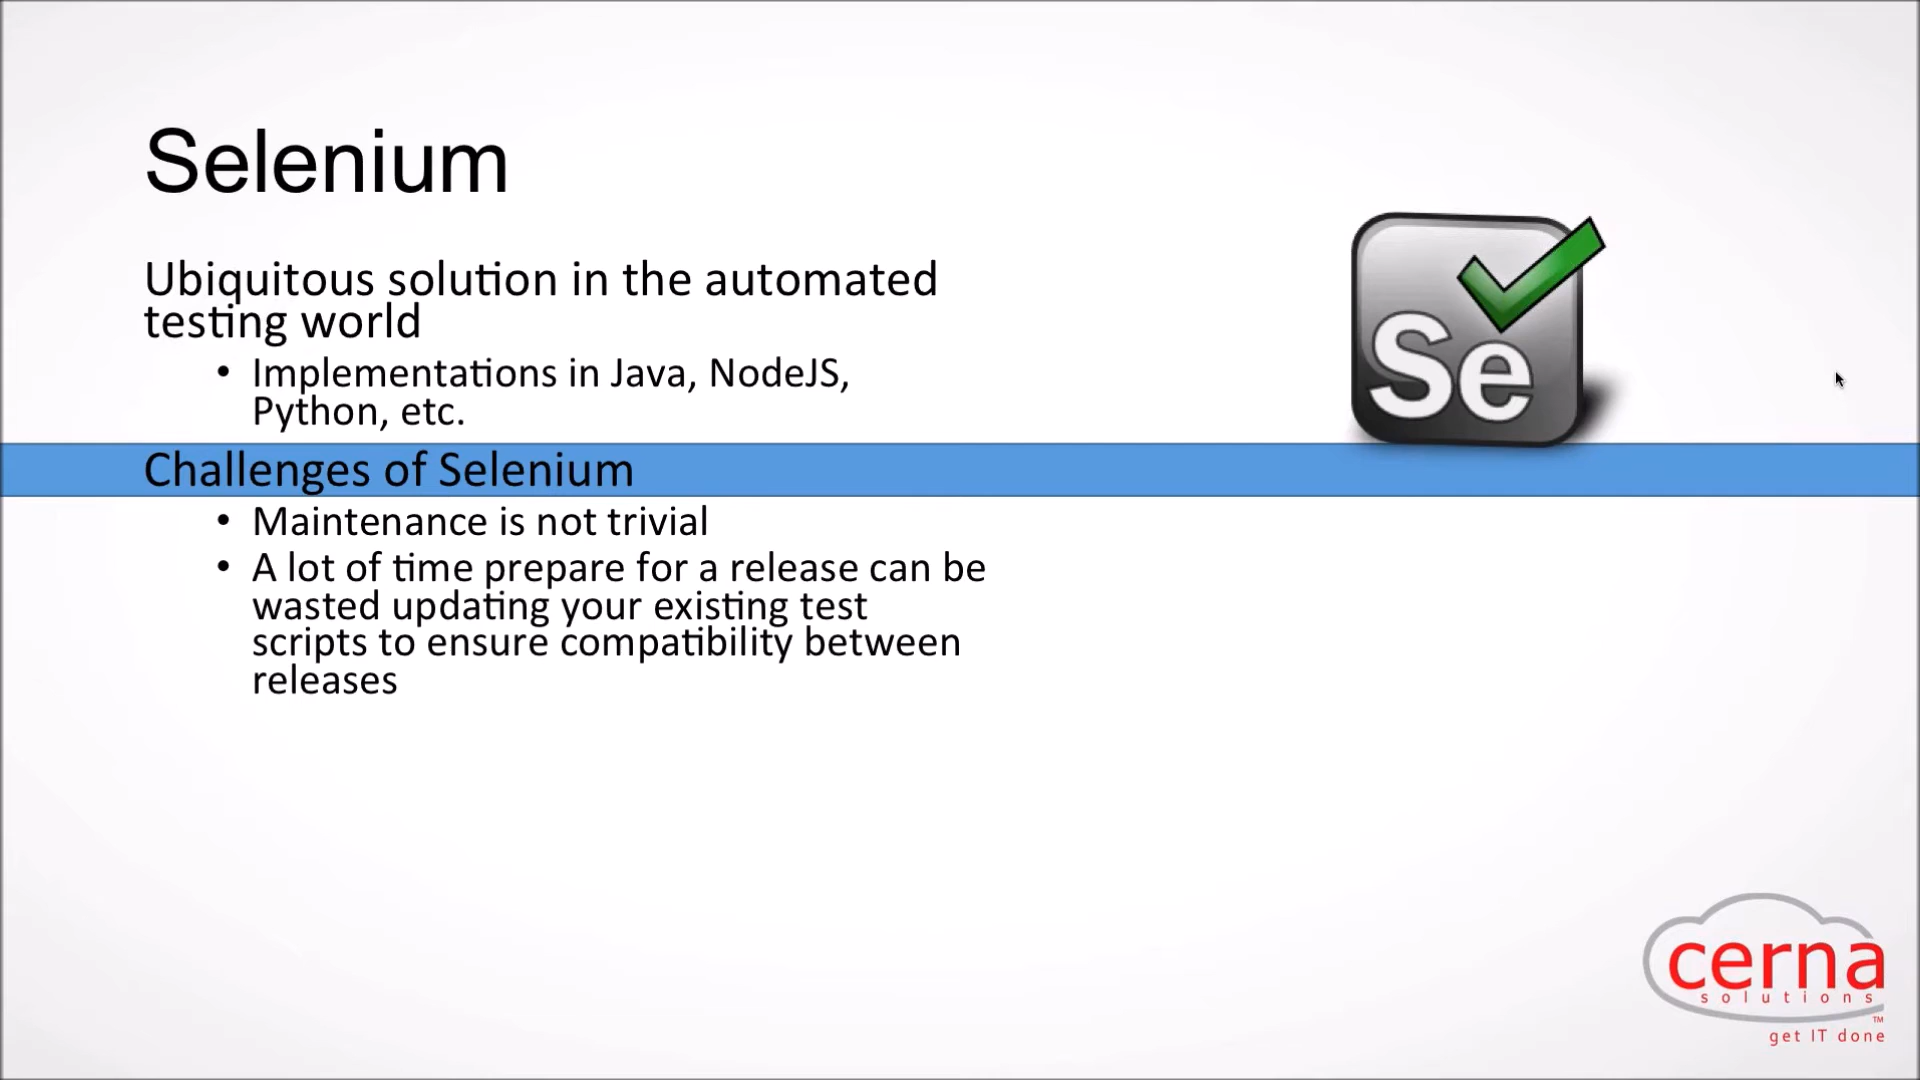 Selenium
Ubiquitous solution in the automated
testing world
• Implementations in Java, NodeJS,
Python, etc.
Se
Challenges of Selenium
• Maintenance is not trivial
• A lot of time prepare for a release can be
wasted updating your existing test
scripts to ensure compatibility between
releases
cerna
solutions
TM
get IT done